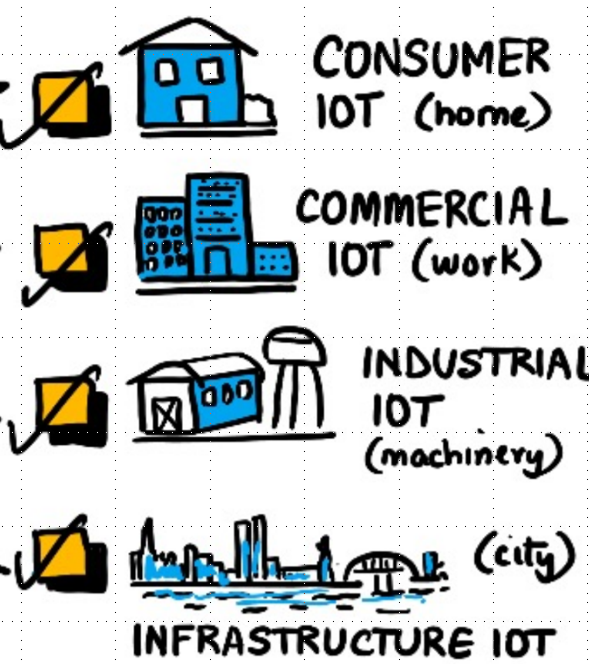 CONSUMER
IOT (home)
COMMERCIAL
IOT (work)
INDUSTRIAL
IOT
(machinery)
(city)
INFRASTRUCTURE IOT